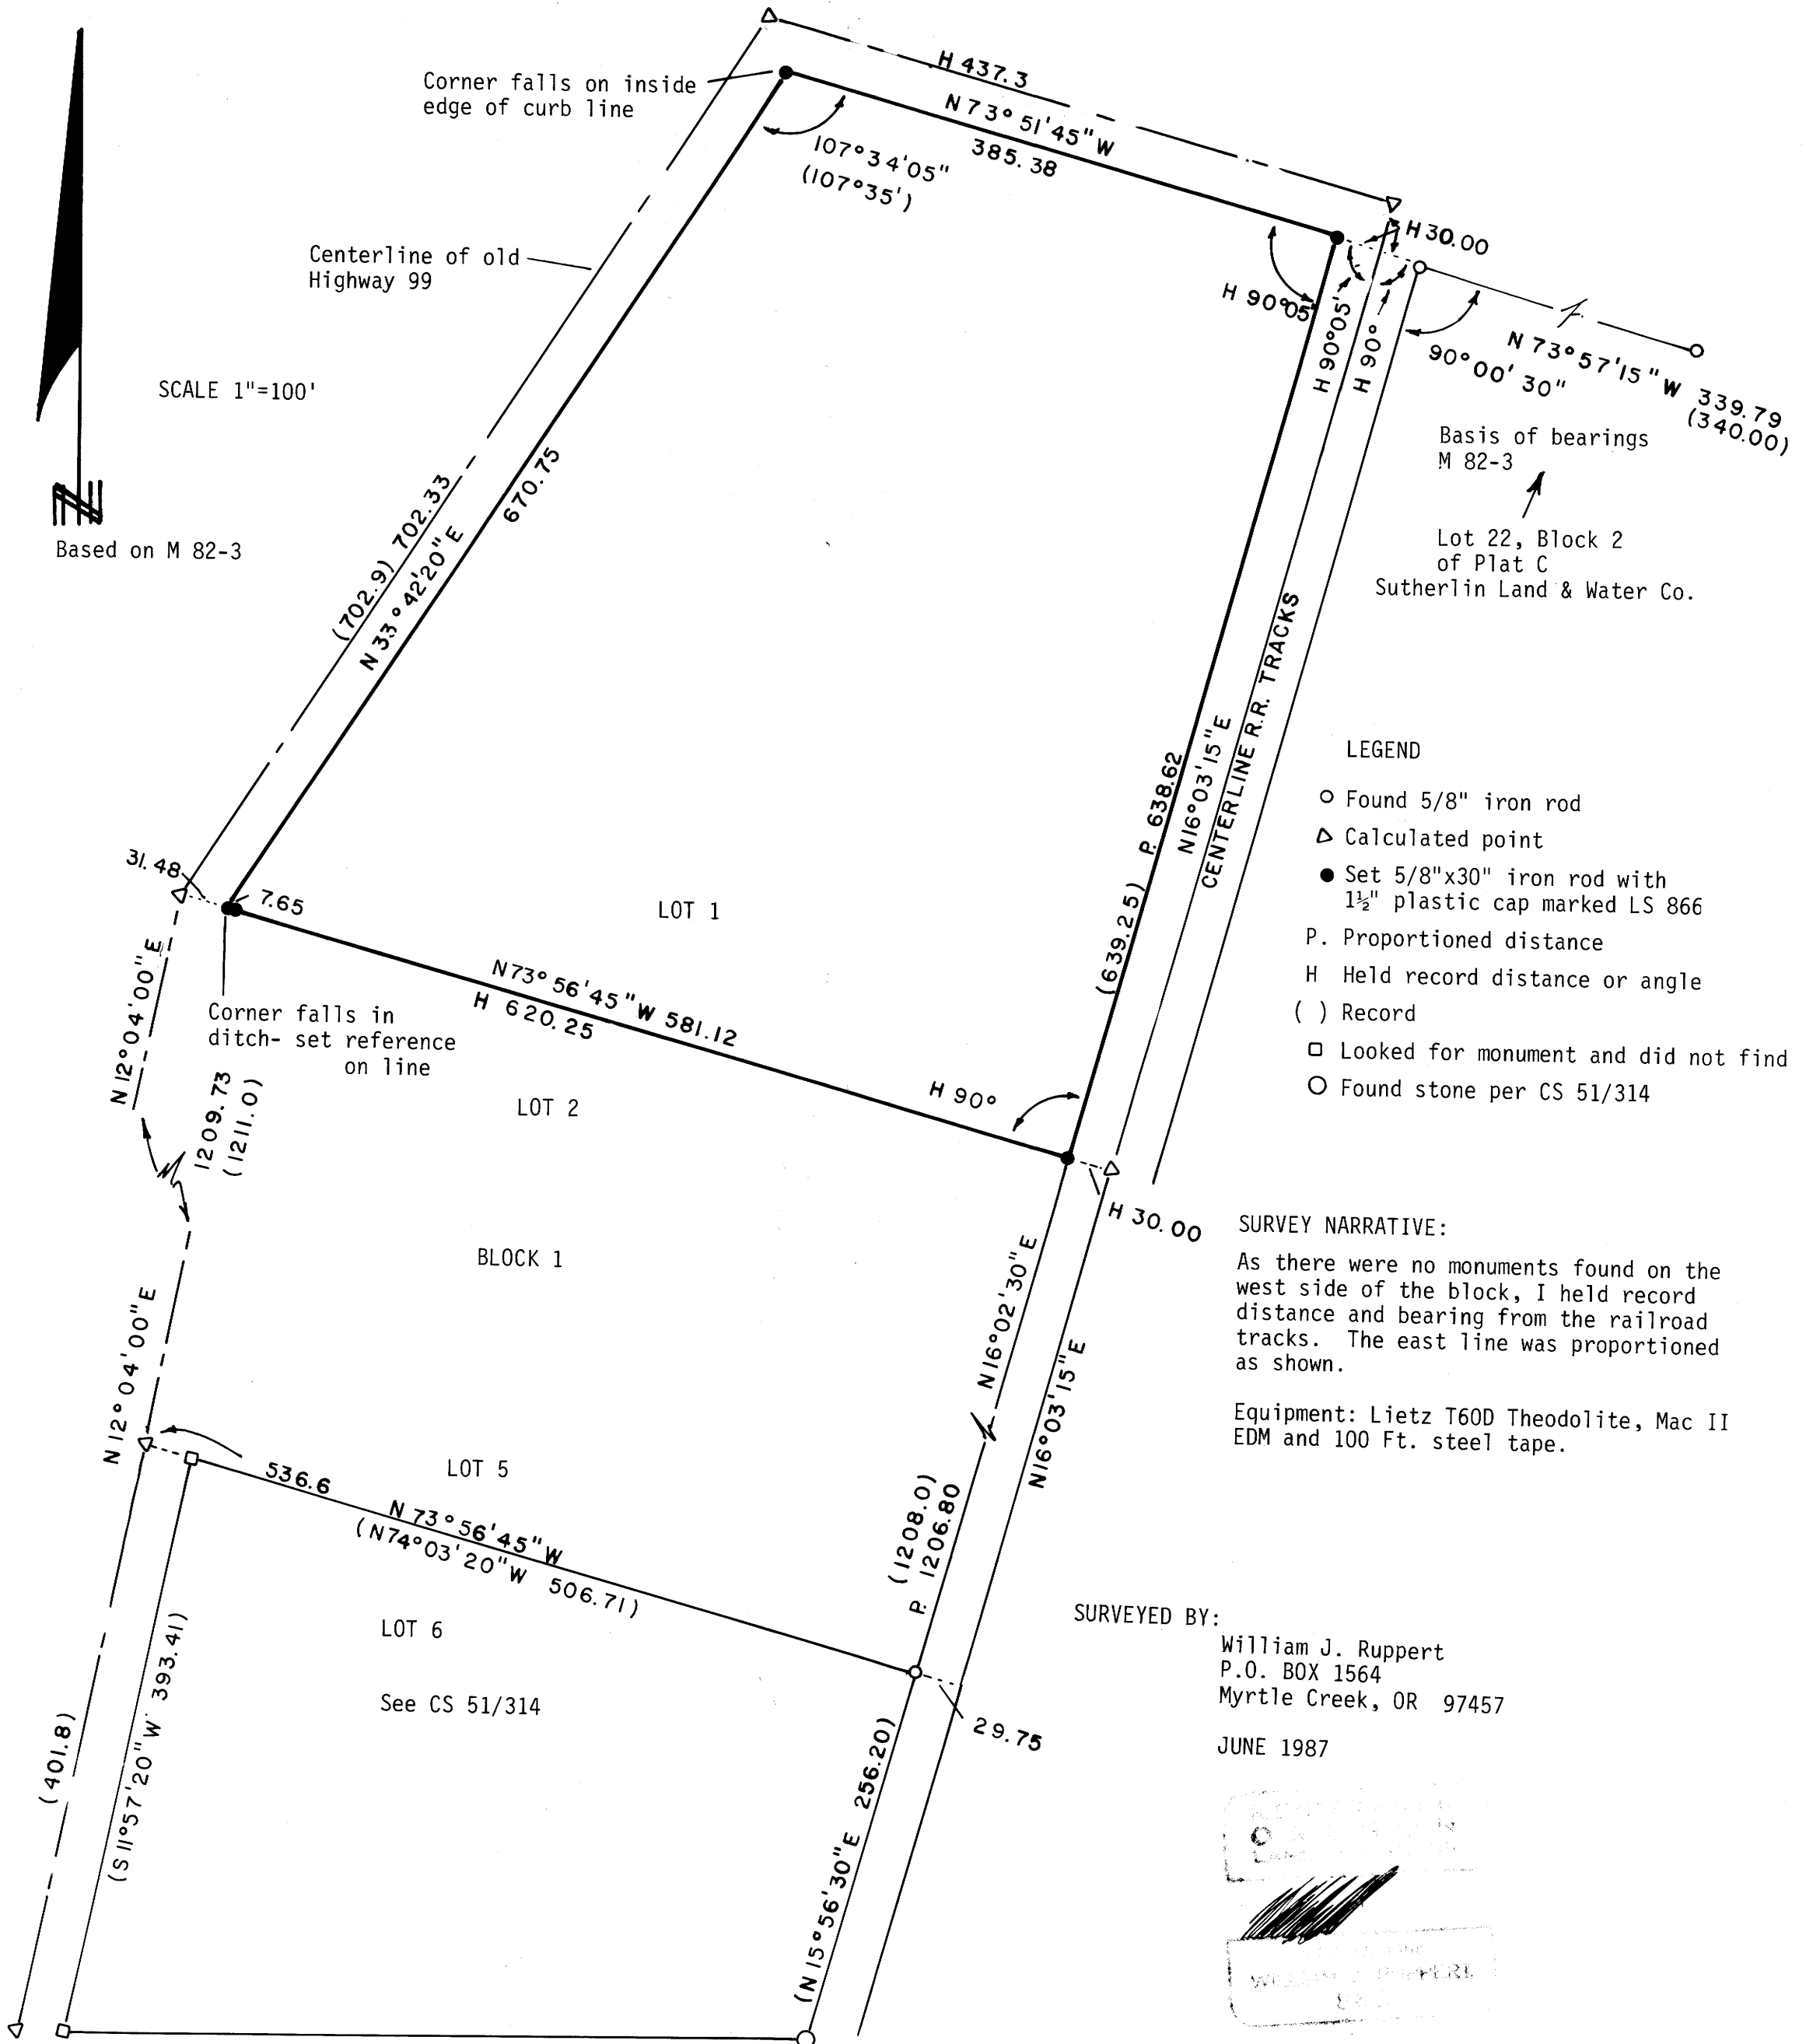 H 437.3
Corner falls on inside
edge of curb line
N 73° 51' 45" W
385.38
107° 34' 05"
(107° 35')
H 30.00
Centerline of old
Highway 99
H 90°05'
H 90°05'
H 90°
N 73° 57' 15" W 339.79
(340.00)
90° 00' 30"
SCALE 1"=100'
Basis of bearings
M 82-3
N
Based on M 82-3
Lot 22, Block 2
of Plat C
Sutherlin Land & Water Co.
(702.9) 702.33
670.75
N 33° 42' 20" E
(639.25) P. 638.62
N16° 03' 15" E
CENTERLINE R.R. TRACKS
LEGEND
Found 5/8" iron rod
Calculated point
Set 5/8"x30" iron rod with
1½" plastic cap marked LS 866
P. Proportioned distance
H Held record distance or angle
( ) Record
Looked for monument and did not find
Found stone per CS 51/314
31.48
7.65
LOT 1
N73° 56' 45" W 581.12
H 620.25
N 12° 04' 00" E
Corner falls in
ditch- set reference
on line
1209.73
(1211.0)
LOT 2
H 90°
H 30.00
BLOCK 1
N16° 02' 30" E
N16° 03' 15" E
SURVEY NARRATIVE:
As there were no monuments found on the
west side of the block, I held record
distance and bearing from the railroad
tracks. The east line was proportioned
as shown.
Equipment: Lietz T60D Theodolite, Mac II
EDM and 100 Ft. steel tape.
N 12° 04' 00" E
LOT 5
536.6
N 73° 56' 45" W
(N74° 03' 20" W 506.71)
(1208.0)
P. 1206.80
LOT 6
See CS 51/314
29.75
(401.8)
(S 11° 57' 20" W 393.41)
(N 15° 56' 30" E 256.20)
SURVEYED BY:
William J. Ruppert
P.O. BOX 1564
Myrtle Creek, OR 97457
JUNE 1987